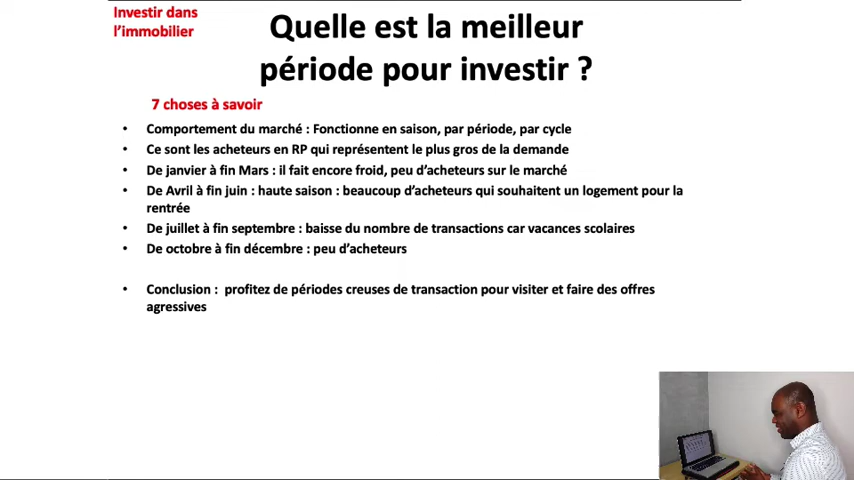 Investir dans
l'immobilier
Quelle est la meilleur
période pour investir ?
7 choses à savoir
• Comportement du marché : Fonctionne en saison, par période, par cycle
• Ce sont les acheteurs en RP qui représentent le plus gros de la demande
• De janvier à fin Mars : il fait encore froid, peu d'acheteurs sur le marché
• De Avril à fin juin : haute saison : beaucoup d'acheteurs qui souhaitent un logement pour la
rentrée
• De juillet à fin septembre : baisse du nombre de transactions car vacances scolaires
• De octobre à fin décembre : peu d'acheteurs
• Conclusion : profitez de périodes creuses de transaction pour visiter et faire des offres
agressives